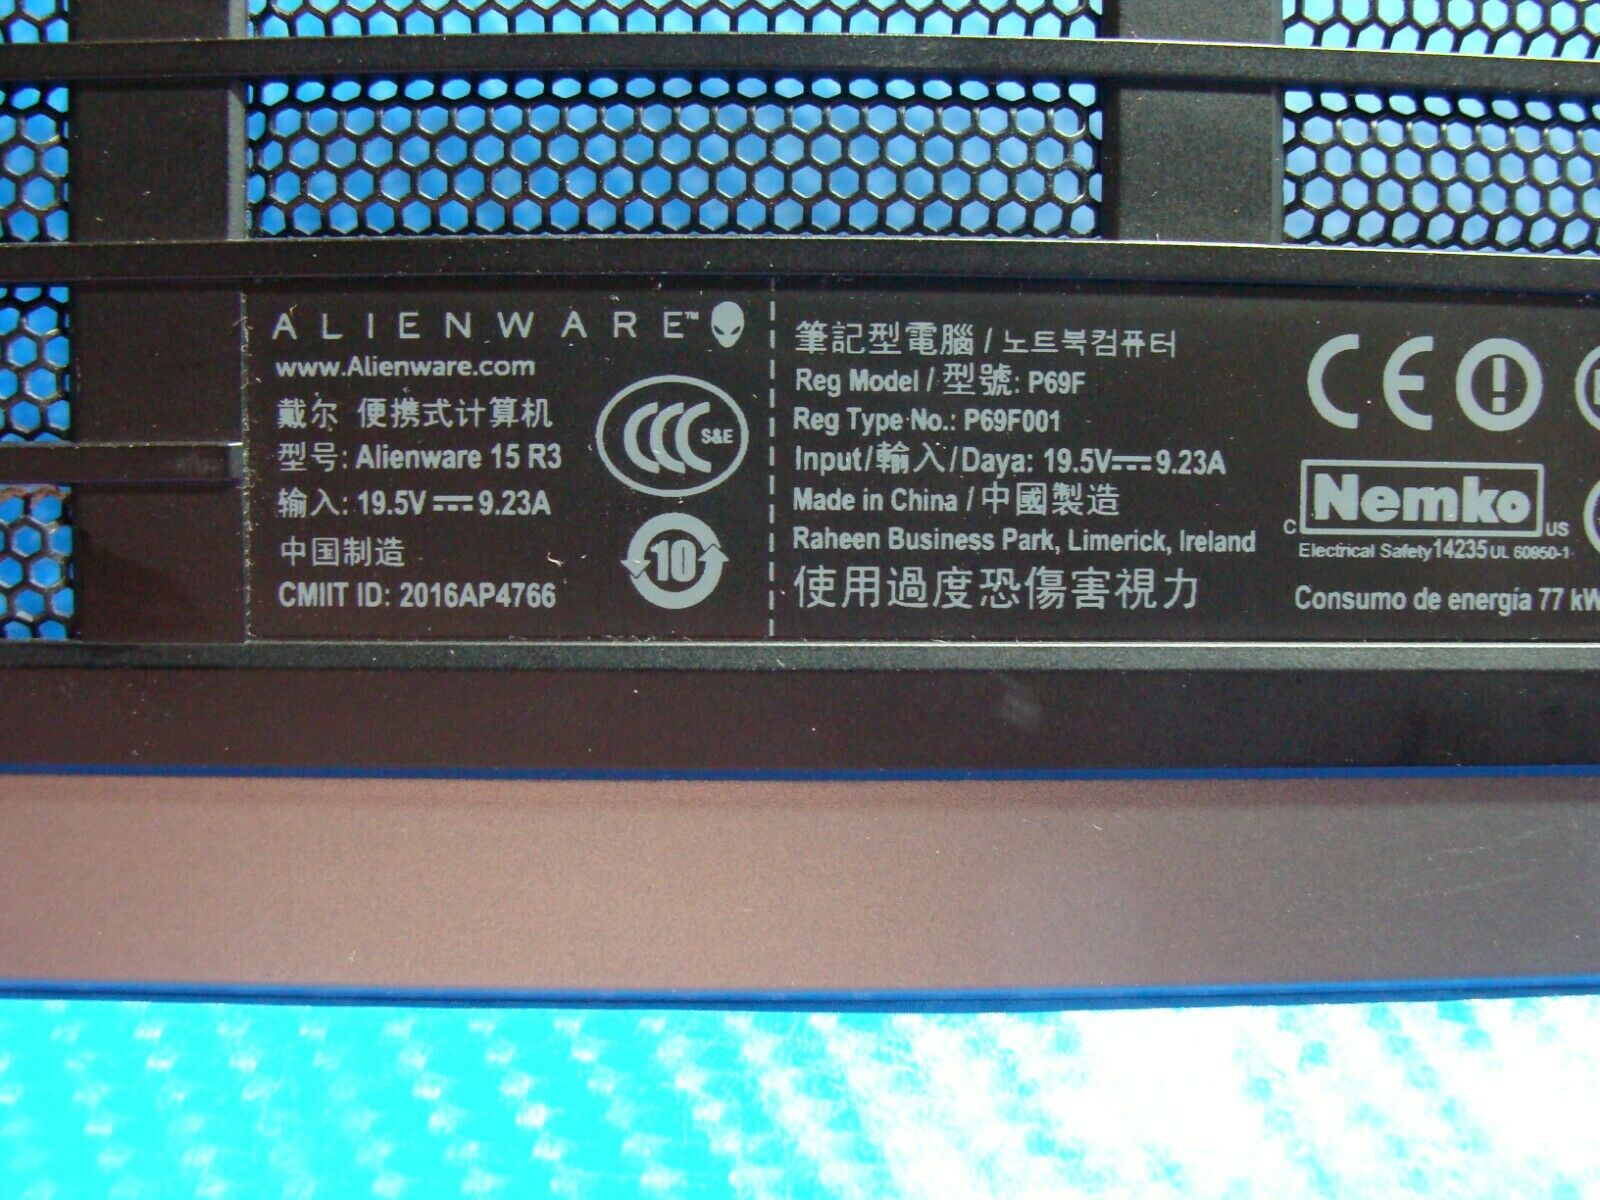 ALIENWARE™
www.Alienware.com
戴尔 便携式计算机
型号: Alienware 15 R3
输入: 19.5V 9.23A
中国制造
CMIIT ID: 2016AP4766
CCC S&E
10
筆記型電腦 / 노트북컴퓨터
Reg Model / 型號: P69F
Reg Type No.: P69F001
Input/輸入/Daya: 19.5V 9.23A
Made in China / 中國製造
Raheen Business Park, Limerick, Ireland
使用過度恐傷害視力
CE
C Nemko US
Electrical Safety 14235 UL 60950-1
Consumo de energía 77 kW